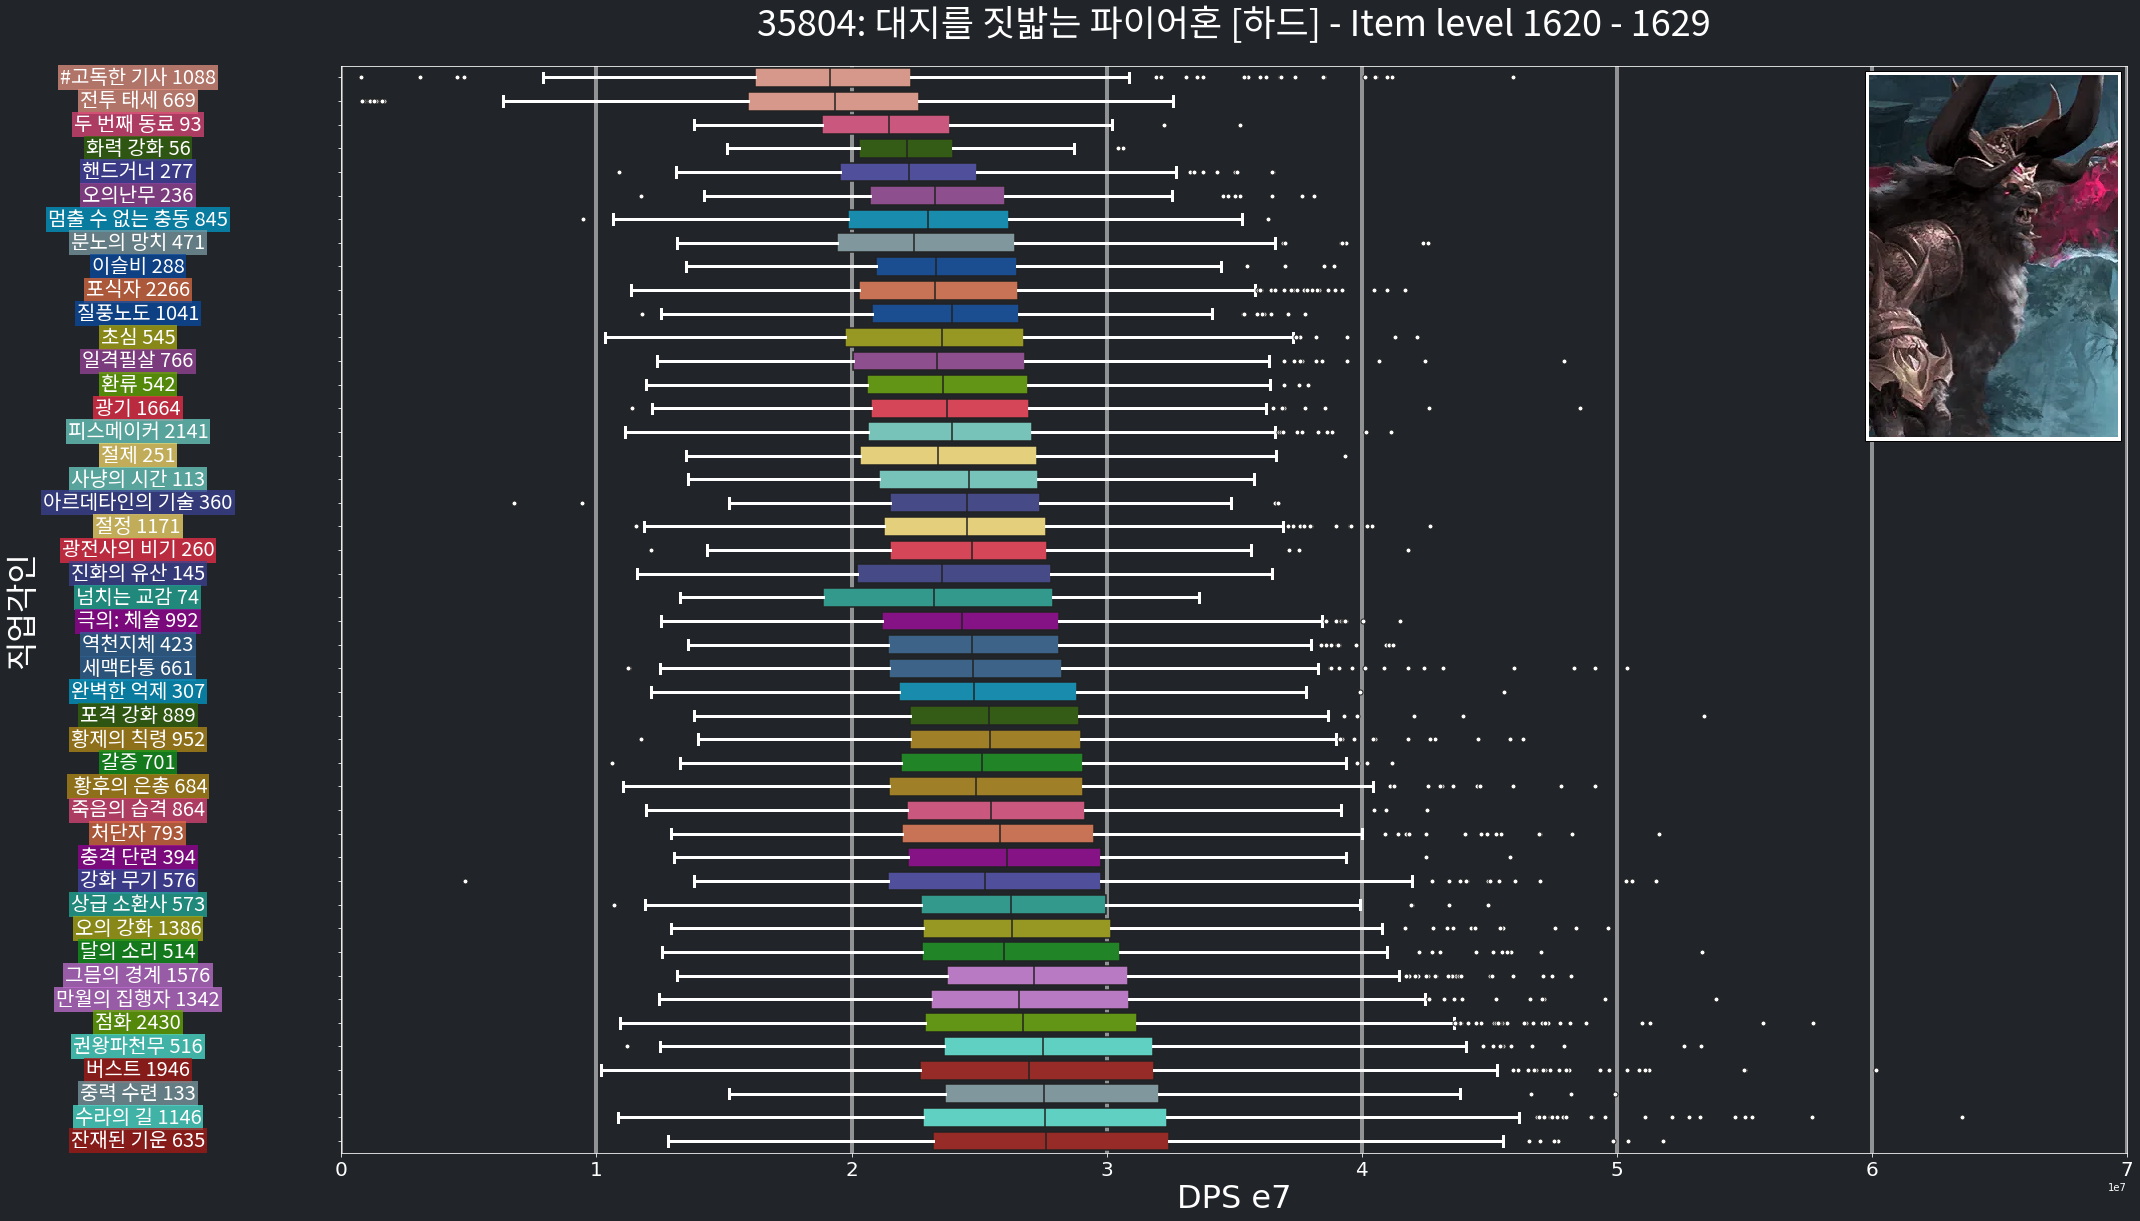 35804: 대지를 짓밟는 파이어혼 [하드] - Item level 1620 - 1629
#고독한 기사 1088
전투 태세 669
두 번째 동료 93
화력 강화 56
핸드거너 277
오의난무 236
멈출 수 없는 충동 845
분노의 망치 471
이슬비 288
포식자 2266
질풍노도 1041
초심 545
일격필살 766
환류 542
광기 1664
피스메이커 2141
절제 251
사냥의 시간 113
아르데타인의 기술 360
절정 1171
광전사의 비기 260
진화의 유산 145
넘치는 교감 74
극의: 체술 992
역천지체 423
세맥타통 661
완벽한 억제 307
포격 강화 889
황제의 칙령 952
갈증 701
황후의 은총 684
죽음의 습격 864
처단자 793
충격 단련 394
강화 무기 576
상급 소환사 573
오의 강화 1386
달의 소리 514
그믐의 경계 1576
만월의 집행자 1342
점화 2430
권왕파천무 516
버스트 1946
중력 수련 133
수라의 길 1146
잔재된 기운 635
직업각인
0 1 2 3 4 5 6 7
DPS e7
1e7